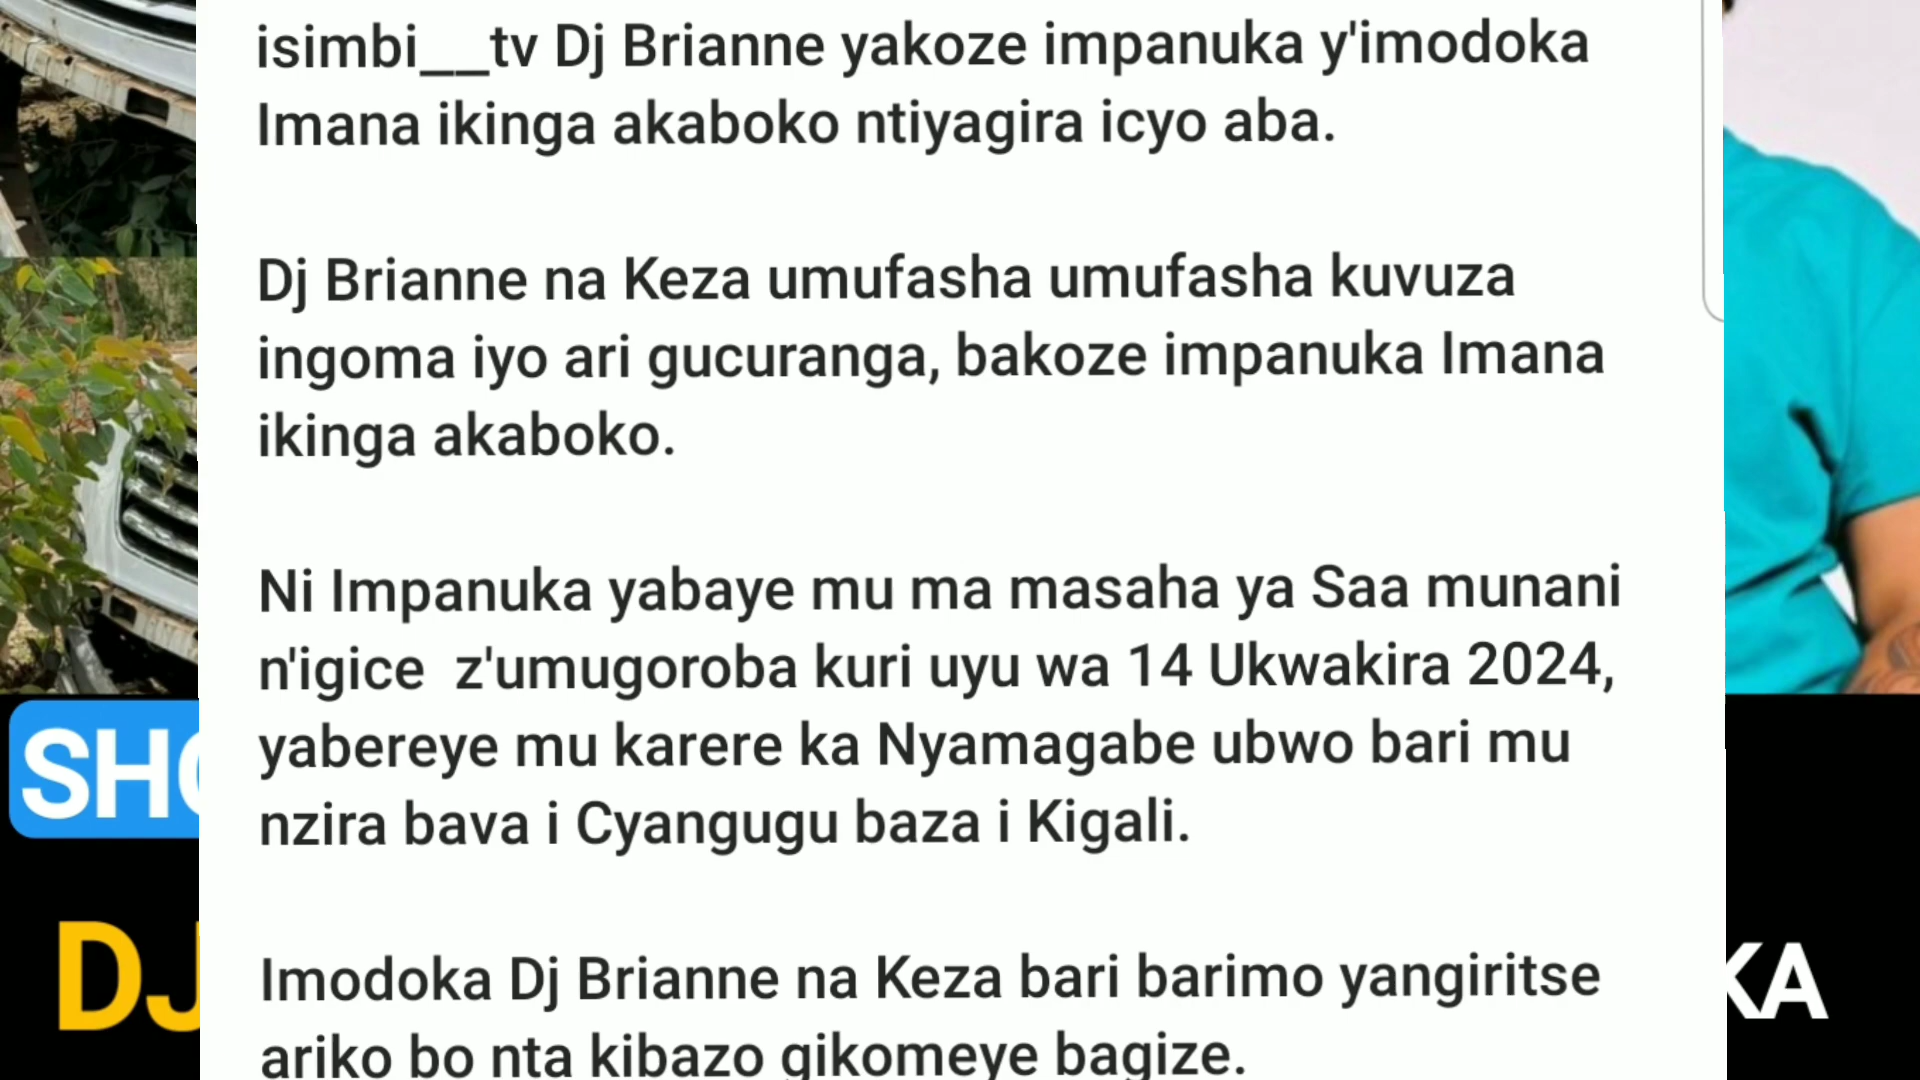 isimbi__tv Dj Brianne yakoze impanuka y'imodoka
Imana ikinga akaboko ntiyagira icyo aba.
Dj Brianne na Keza umufasha umufasha kuvuza
ingoma iyo ari gucuranga, bakoze impanuka Imana
ikinga akaboko.
Ni Impanuka yabaye mu ma masaha ya Saa munani
n'igice  z'umugoroba kuri uyu wa 14 Ukwakira 2024,
yabereye mu karere ka Nyamagabe ubwo bari mu
nzira bava i Cyangugu baza i Kigali.
Imodoka Dj Brianne na Keza bari barimo yangiritse
ariko bo nta kibazo gikomeye bagize.
SH
DJ
KA